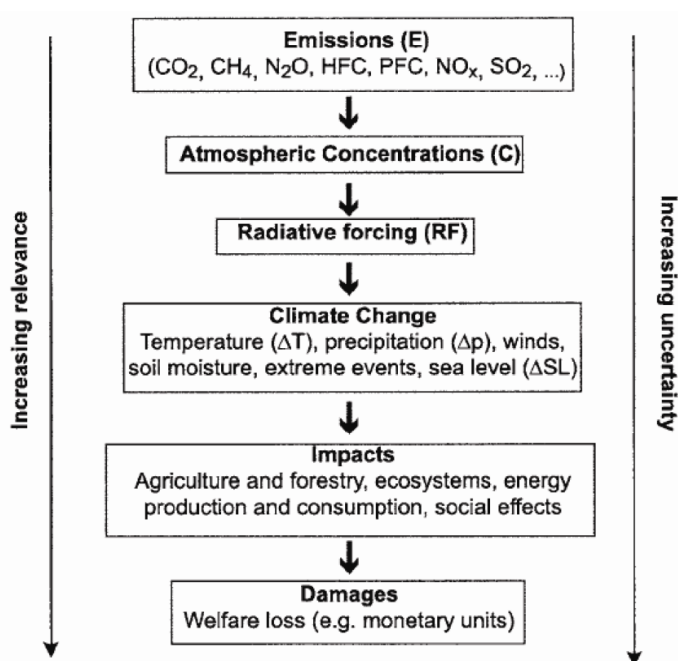 Emissions (E)
(CO₂, CH₄, N₂O, HFC, PFC, NOₓ, SO₂, ...)
Atmospheric Concentrations (C)
Radiative forcing (RF)
Climate Change
Temperature (ΔT), precipitation (Δp), winds,
soil moisture, extreme events, sea level (ΔSL)
Impacts
Agriculture and forestry, ecosystems, energy
production and consumption, social effects
Damages
Welfare loss (e.g. monetary units)
Increasing relevance
Increasing uncertainty